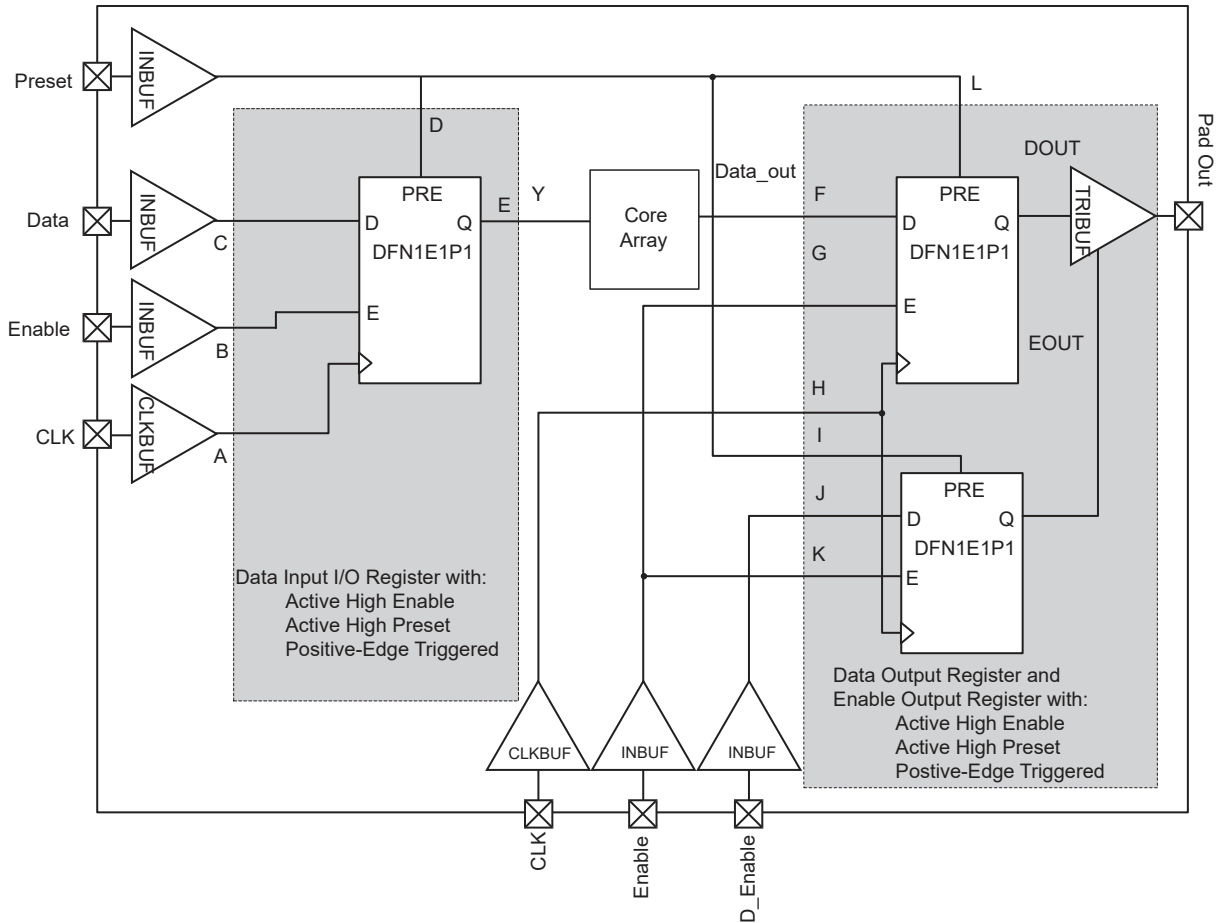 Preset
INBUF
L
D
Pad Out
DOUT
Data
INBUF
C
PRE
D
Q
DFN1E1P1
E
E
Y
Core
Array
Data_out
F
G
PRE
D
Q
DFN1E1P1
E
TRIBUF
EOUT
Enable
INBUF
B
CLK
CLKBUF
A
H
I
J
K
PRE
D
Q
DFN1E1P1
E
Data Input I/O Register with:
Active High Enable
Active High Preset
Positive-Edge Triggered
Data Output Register and
Enable Output Register with:
Active High Enable
Active High Preset
Postive-Edge Triggered
CLKBUF
INBUF
INBUF
CLK
Enable
D_Enable